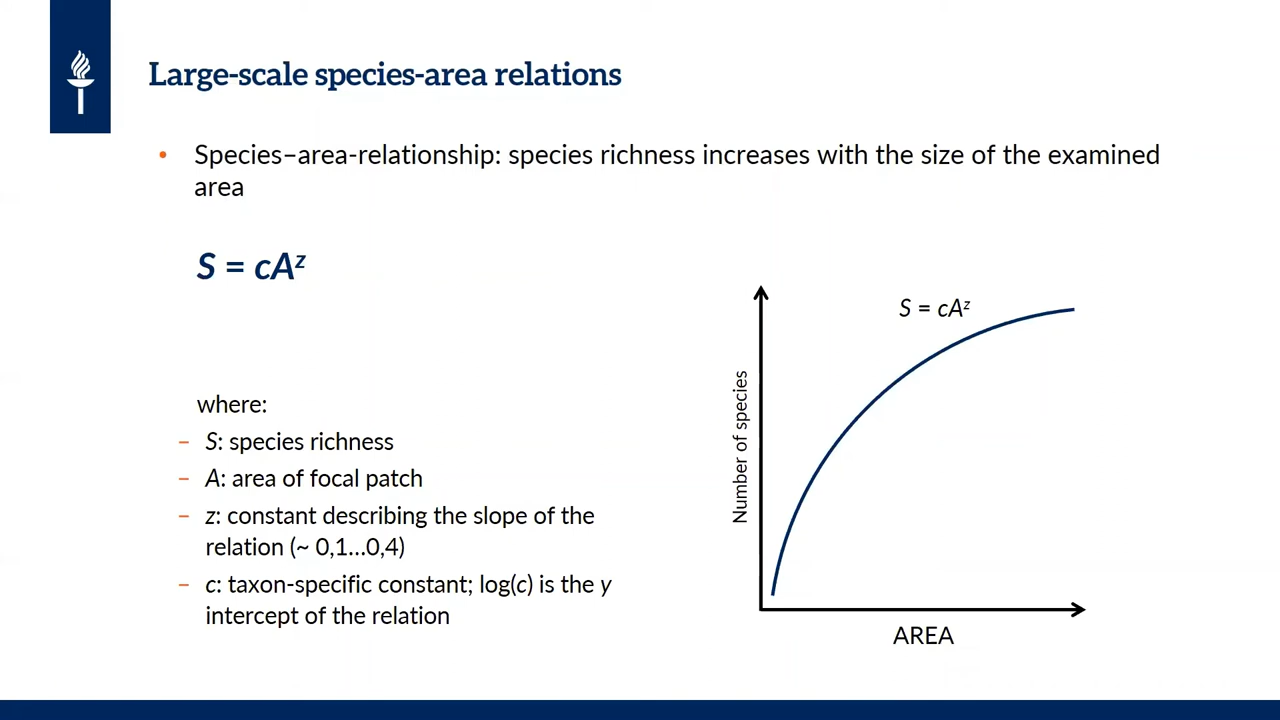 Large-scale species-area relations
• Species–area-relationship: species richness increases with the size of the examined
area
S = cAᶻ
where:
– S: species richness
– A: area of focal patch
– z: constant describing the slope of the
relation (~ 0,1...0,4)
– c: taxon-specific constant; log(c) is the y
intercept of the relation
S = cAᶻ
Number of species
AREA